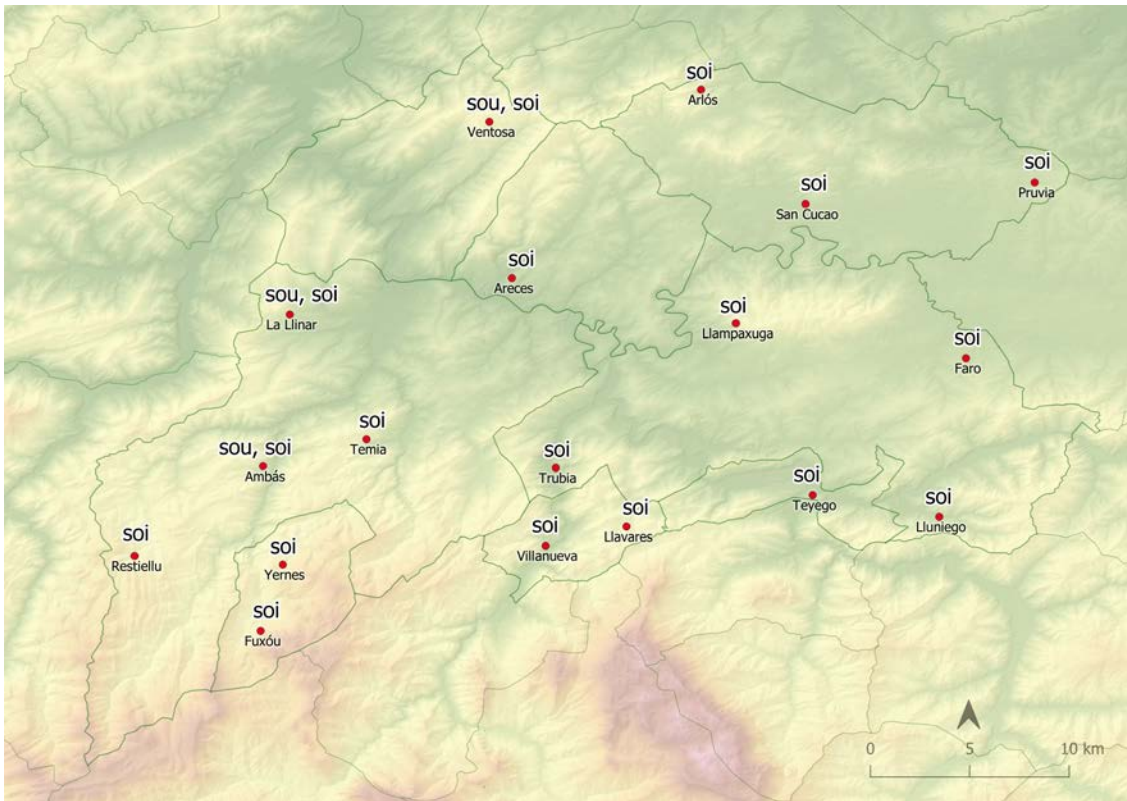 soi
Arlós
sou, soi
Ventosa
soi
Pruvia
soi
San Cucao
soi
Areces
sou, soi
La Llinar
soi
Llampaxuga
soi
Faro
soi
Temia
sou, soi
Ambás
soi
Trubia
soi
Teyego
soi
Lluniego
soi
Llavares
soi
Villanueva
soi
Restiellu
soi
Yernes
soi
Fuxóu
0 5 10 km